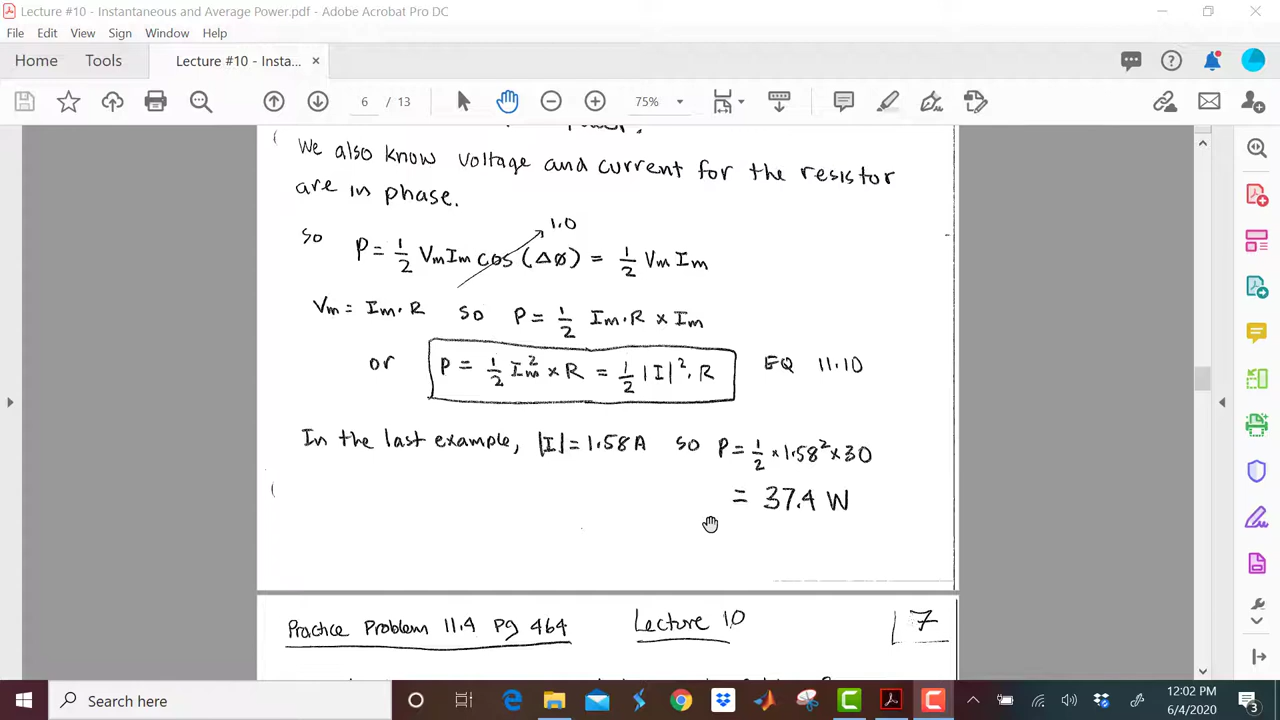 Lecture #10 - Instantaneous and Average Power.pdf - Adobe Acrobat Pro DC
File Edit View Sign Window Help
Home Tools Lecture #10 - Insta... ×
6 / 13 75%
Power.
We also know voltage and current for the resistor
are in phase.
1.0
So P = 1/2 Vm Im cos (Δø) = 1/2 Vm Im
Vm = Im · R so P = 1/2 Im · R × Im
or P = 1/2 Im² × R = 1/2 |I|² · R EQ 11.10
In the last example, |I| = 1.58 A so P = 1/2 × 1.58² × 30
= 37.4 W
Practice Problem 11.4 pg 464 Lecture 10 7
Type here to search
12:02 PM
6/4/2020
3